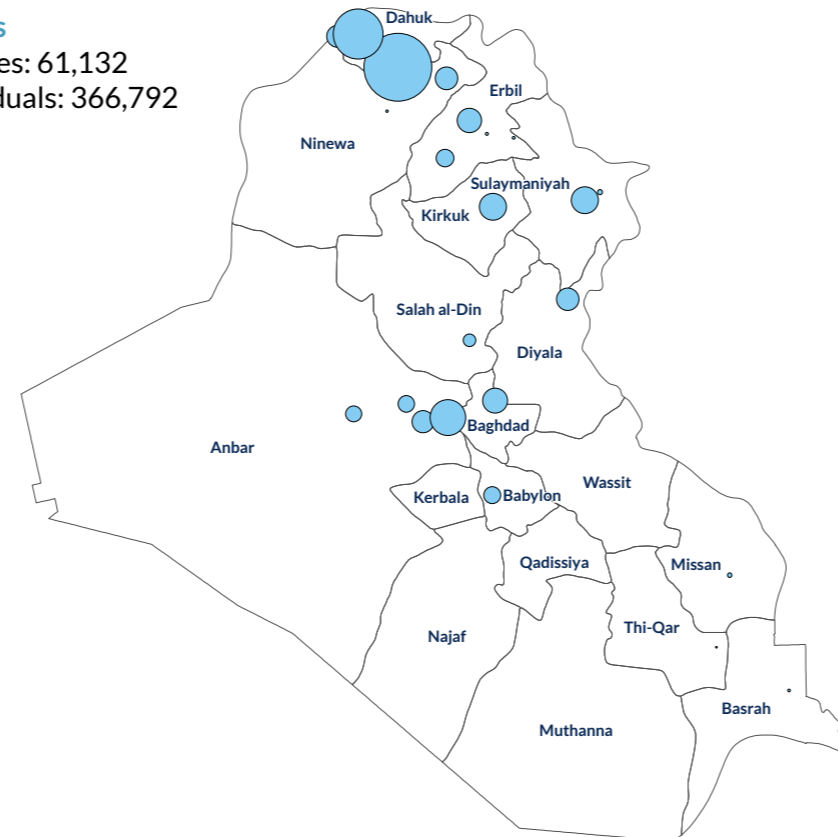 s
es: 61,132
duals: 366,792
Dahuk
Erbil
Ninewa
Sulaymaniyah
Kirkuk
Salah al-Din
Diyala
Baghdad
Anbar
Wassit
Kerbala
Babylon
Qadissiya
Missan
Thi-Qar
Najaf
Basrah
Muthanna